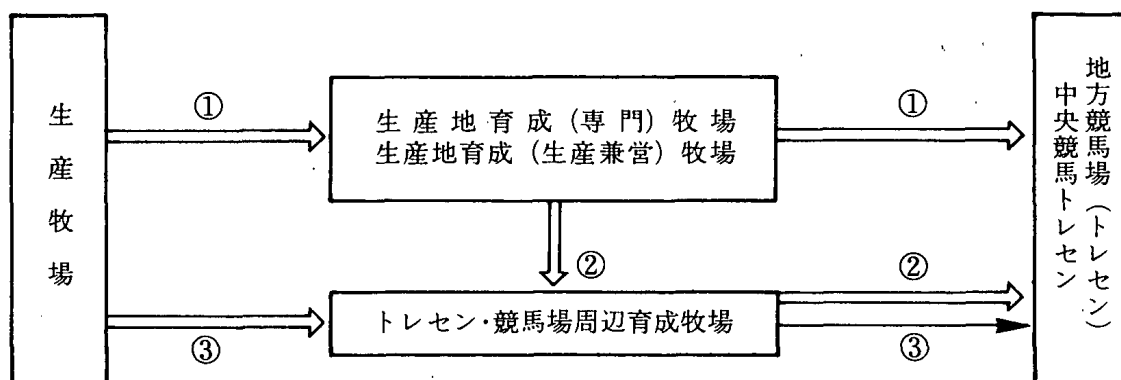 生産牧場
①
生産地育成（専門）牧場
生産地育成（生産兼営）牧場
①
②
トレセン・競馬場周辺育成牧場
③
②
③
地方競馬場（トレセン）
中央競馬トレセン